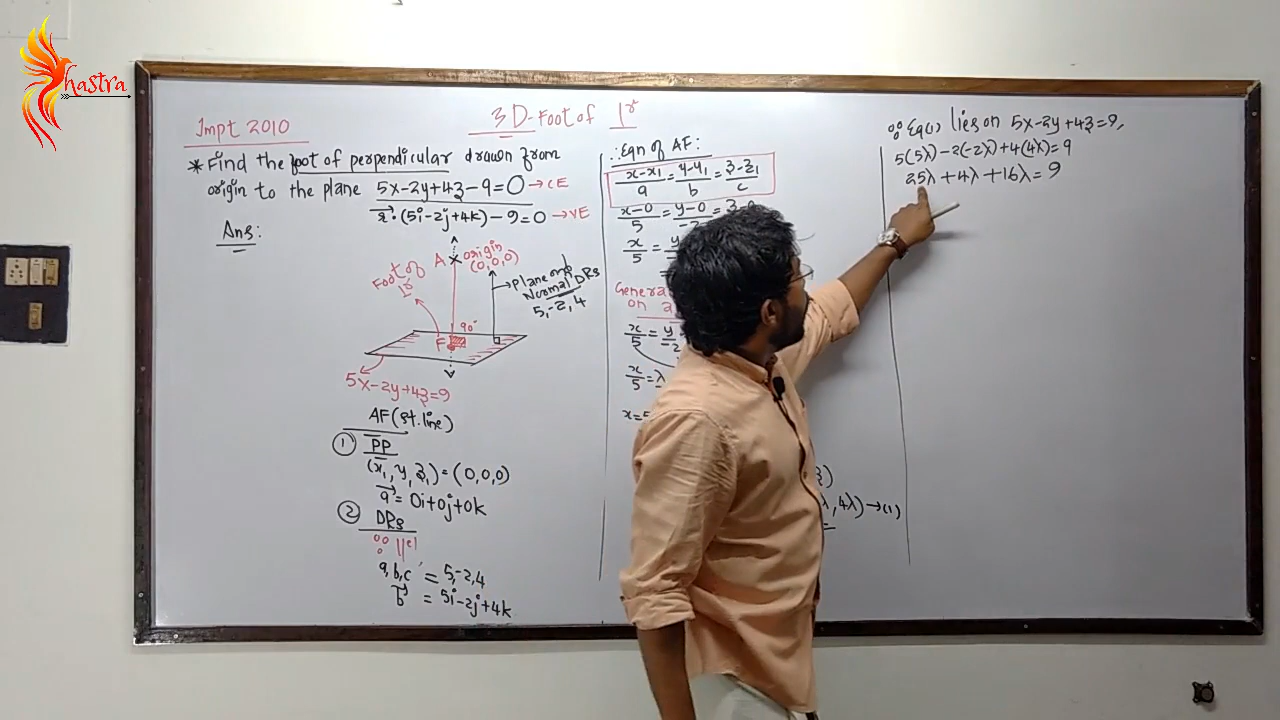 Shastra
Impt 2010
3D-Foot of ⊥r
* Find the foot of perpendicular drawn from
origin to the plane 5x-2y+4z-9=0 → CE
r⃗.(5i-2j+4k)-9=0 → VE
Ans:
Foot of ⊥r
A
origin
(0,0,0)
Normal DRs
5,-2,4
90°
F
5x-2y+4z=9
AF (st.line)
① PP
(x₁,y₁,z₁)=(0,0,0)
a⃗ = 0i+0j+0k
② DRs
∵ ||el
a,b,c = 5,-2,4
b⃗ = 5i-2j+4k
∴ Eqn of AF:
x-x₁/a = y-y₁/b = z-z₁/c
x-0/5 = y-0/-2 = z-0
x/5 = y
on
x/5 = y/-2
x/5 = λ
, 4λ) → (1)
∵ Eq(1) lies on 5x-2y+4z=9,
5(5λ)-2(-2λ)+4(4λ)=9
25λ+4λ+16λ=9